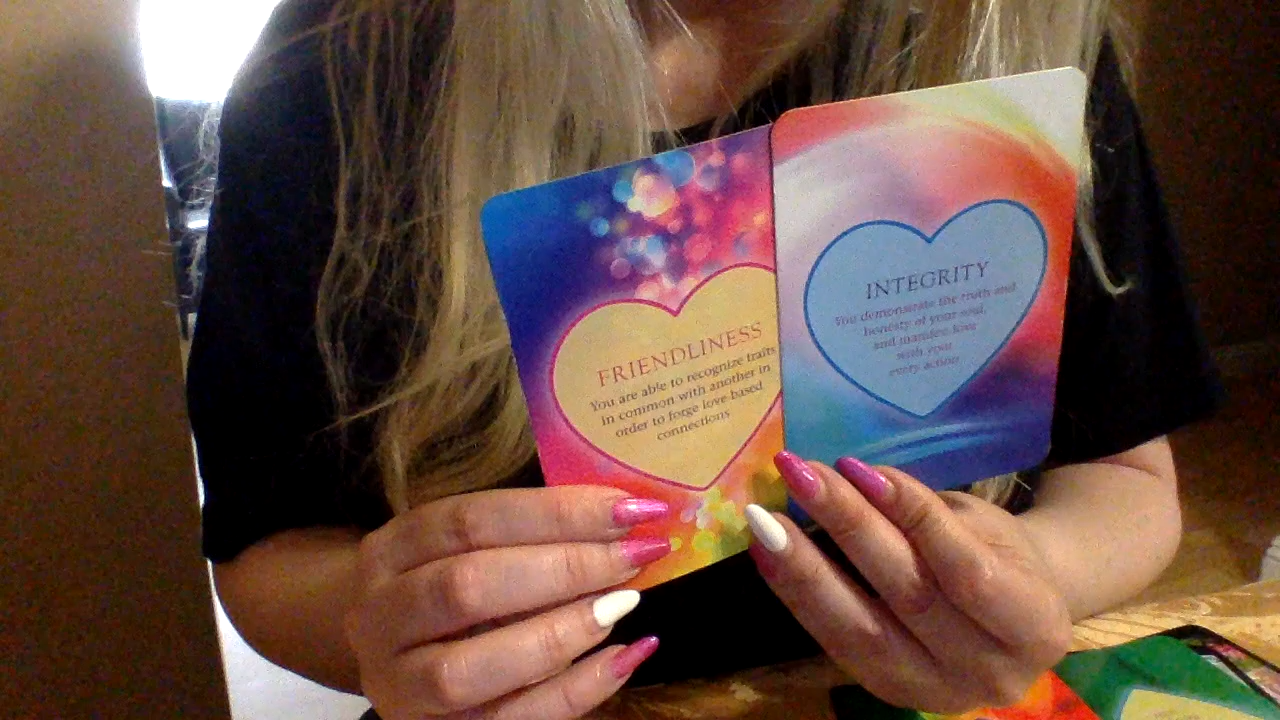 FRIENDLINESS
You are able to recognize traits
in common with another in
order to forge love-based
connections
INTEGRITY
You demonstrate the truth and
honesty of your soul,
and manifest love
with your
every action